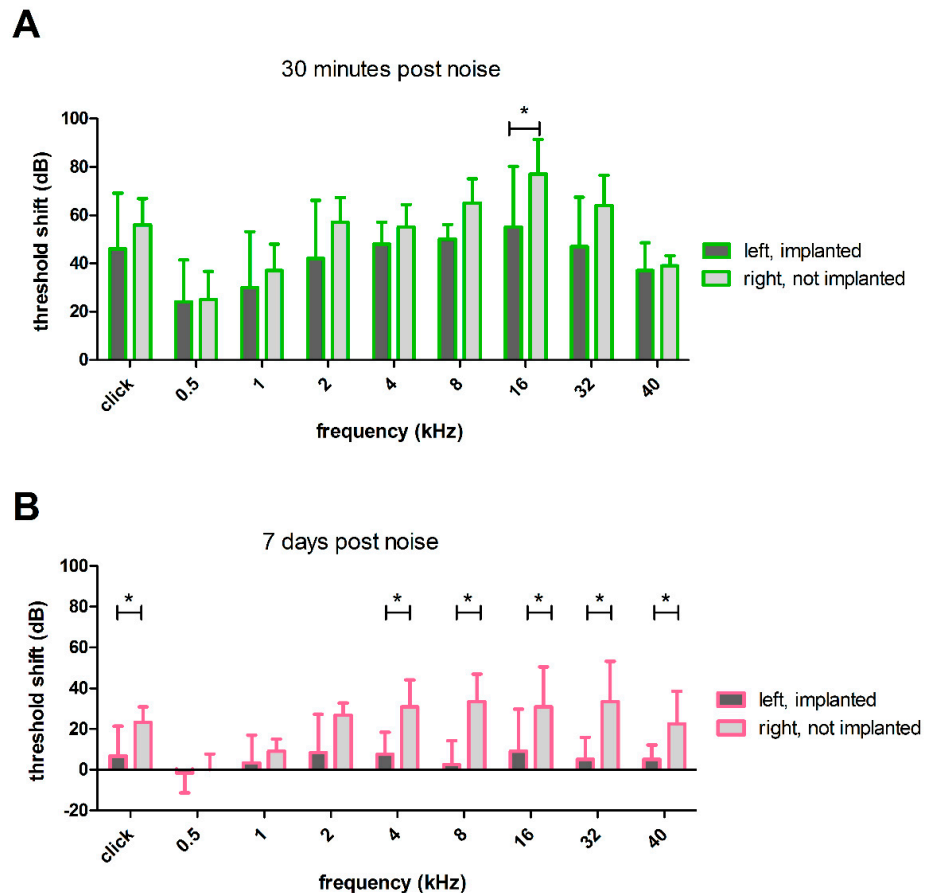 A
30 minutes post noise
threshold shift (dB)
100
80
60
40
20
0
*
click
0.5
1
2
4
8
16
32
40
frequency (kHz)
left, implanted
right, not implanted
B
7 days post noise
threshold shift (dB)
100
80
60
40
20
0
-20
*
*
*
*
*
*
click
0.5
1
2
4
8
16
32
40
frequency (kHz)
left, implanted
right, not implanted